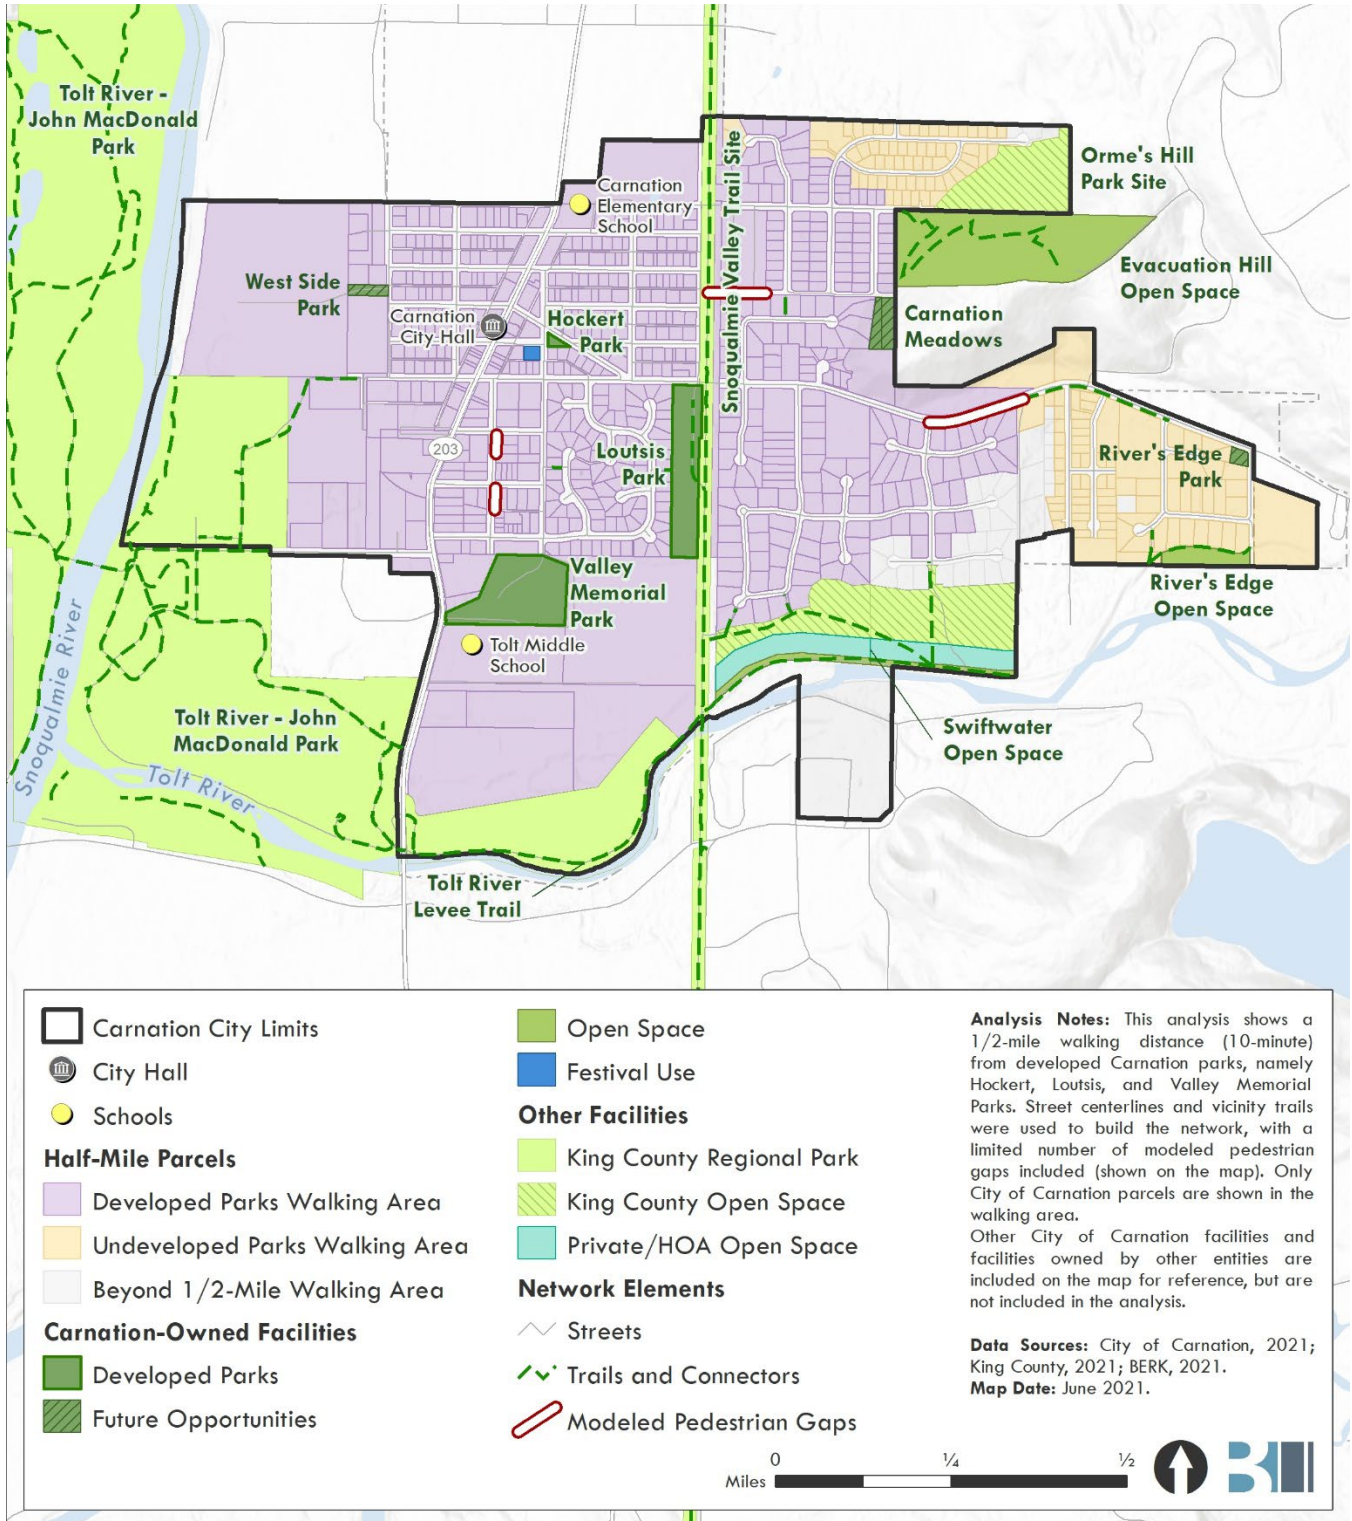 Tolt River -
John MacDonald
Park
Snoqualmie Valley Trail Site
Carnation
Elementary
School
Orme's Hill
Park Site
West Side
Park
Evacuation Hill
Open Space
Carnation
City Hall
Hockert
Park
Carnation
Meadows
203
Loutsis
Park
River's Edge
Park
Valley
Memorial
Park
River's Edge
Open Space
Tolt Middle
School
Snoqualmie River
Tolt River - John
MacDonald Park
Swiftwater
Open Space
Tolt River
Tolt River
Levee Trail
Carnation City Limits
City Hall
Schools
Half-Mile Parcels
Developed Parks Walking Area
Undeveloped Parks Walking Area
Beyond 1/2-Mile Walking Area
Carnation-Owned Facilities
Developed Parks
Future Opportunities
Open Space
Festival Use
Other Facilities
King County Regional Park
King County Open Space
Private/HOA Open Space
Network Elements
Streets
Trails and Connectors
Modeled Pedestrian Gaps
Analysis Notes: This analysis shows a
1/2-mile walking distance (10-minute)
from developed Carnation parks, namely
Hockert, Loutsis, and Valley Memorial
Parks. Street centerlines and vicinity trails
were used to build the network, with a
limited number of modeled pedestrian
gaps included (shown on the map). Only
City of Carnation parcels are shown in the
walking area.
Other City of Carnation facilities and
facilities owned by other entities are
included on the map for reference, but are
not included in the analysis.
Data Sources: City of Carnation, 2021;
King County, 2021; BERK, 2021.
Map Date: June 2021.
0 ¼ ½
Miles
B